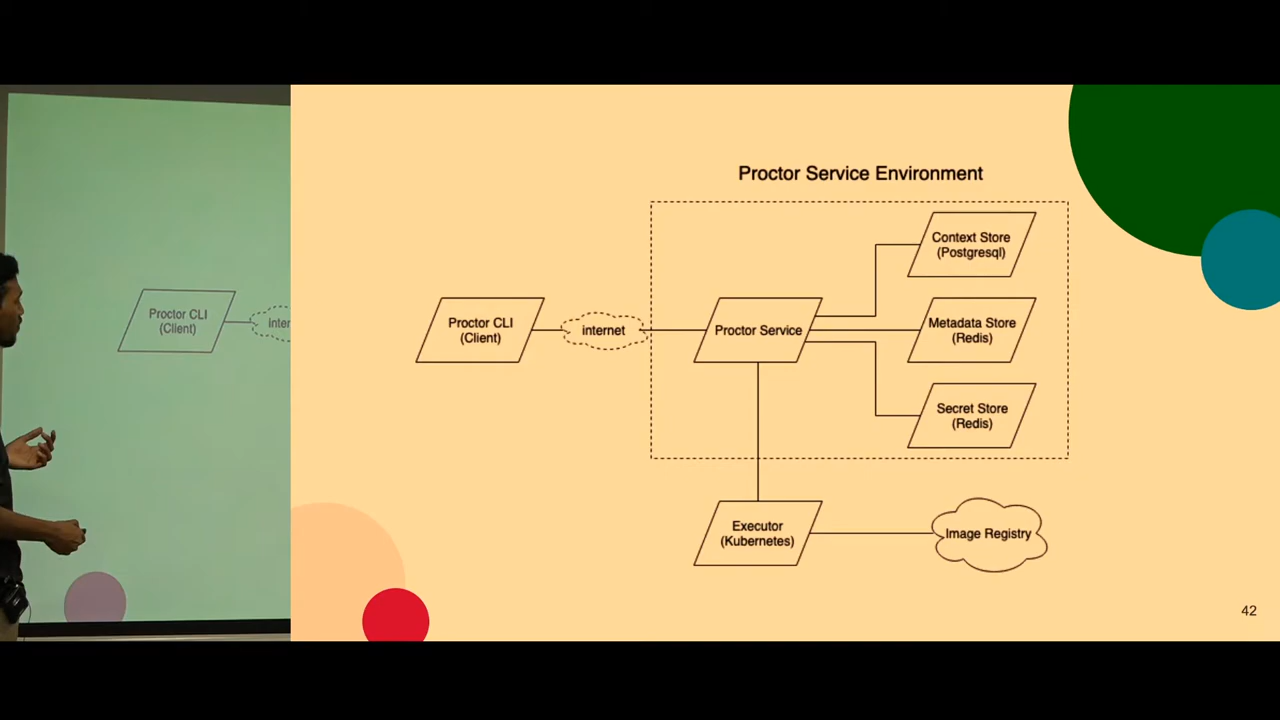 Proctor CLI
(Client)
inter
Proctor Service Environment
Proctor CLI
(Client)
internet
Proctor Service
Context Store
(Postgresql)
Metadata Store
(Redis)
Secret Store
(Redis)
Executor
(Kubernetes)
Image Registry
42